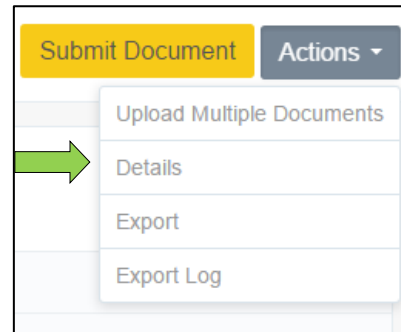 Submit Document Actions
Upload Multiple Documents
Details
Export
Export Log